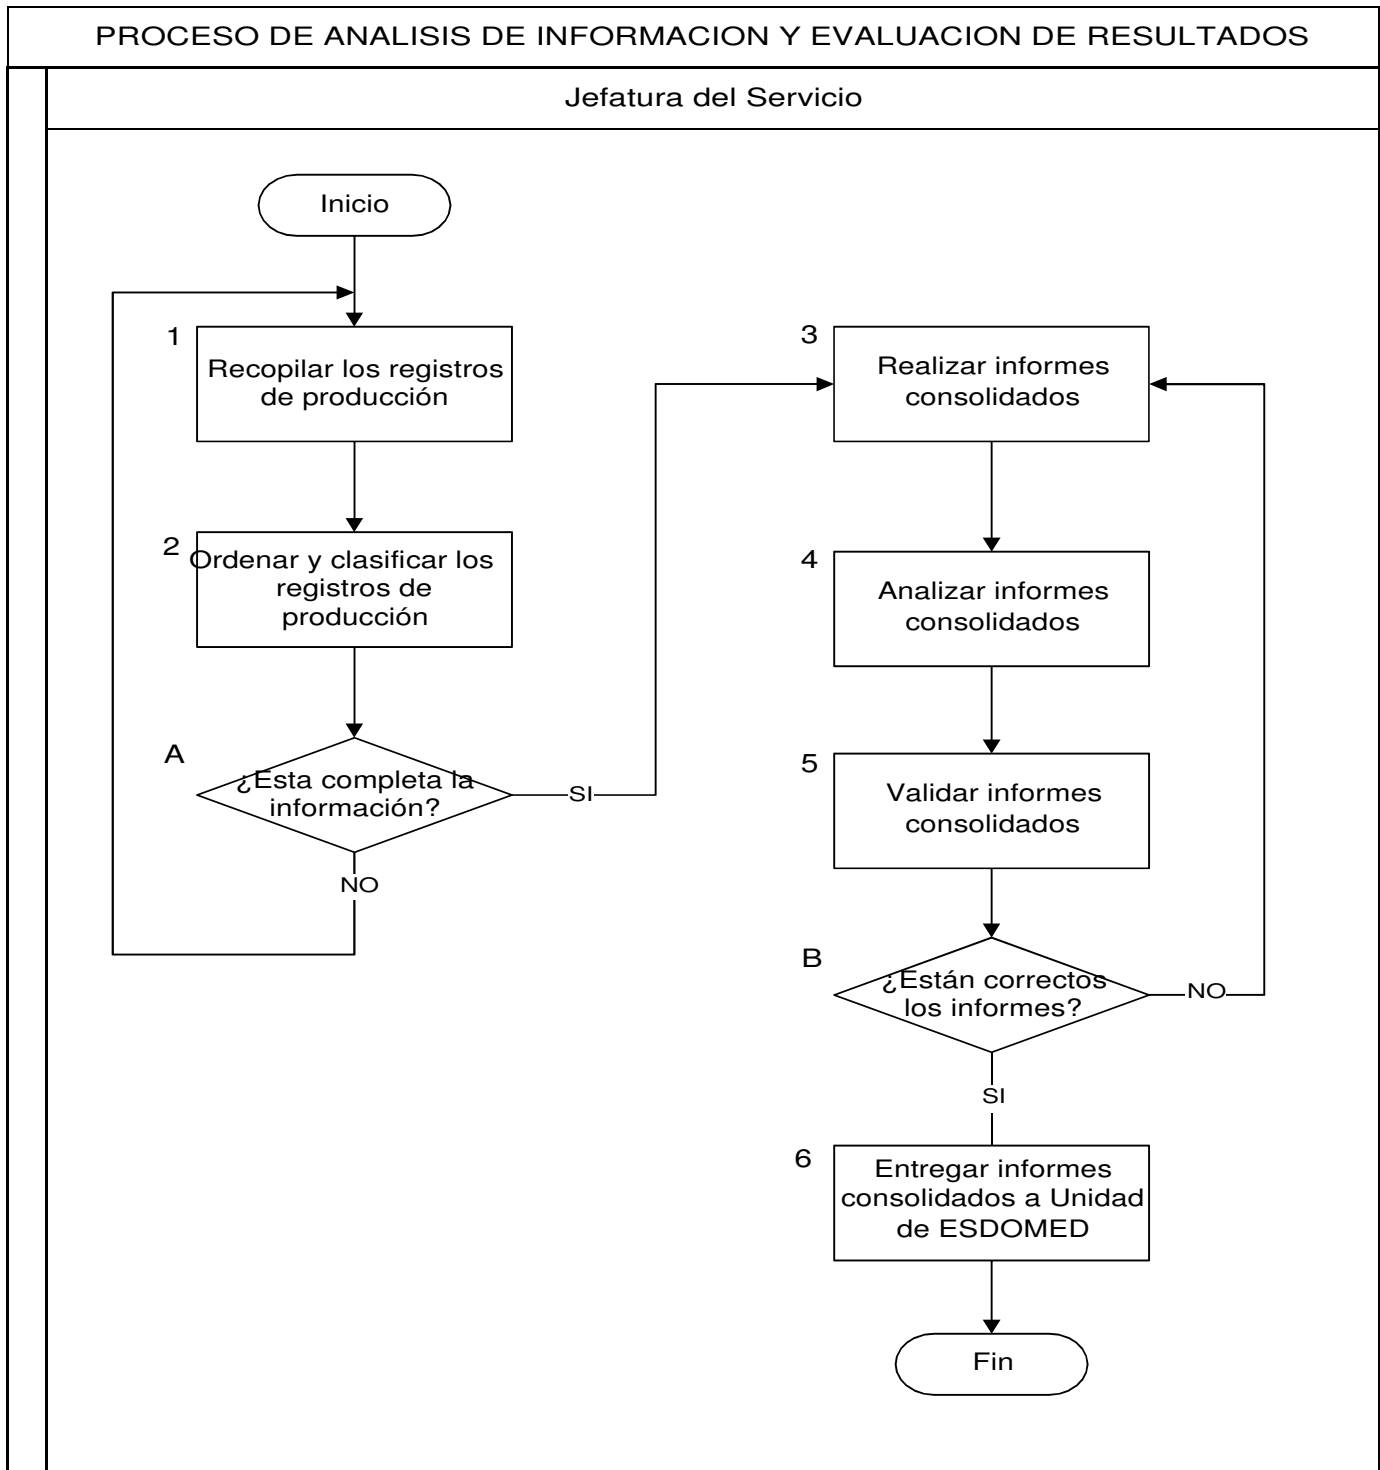 PROCESO DE ANALISIS DE INFORMACION Y EVALUACION DE RESULTADOS
Jefatura del Servicio
Inicio
1
Recopilar los registros
de producción
2
Ordenar y clasificar los
registros de
producción
A
¿Esta completa la
información?
SI
NO
3
Realizar informes
consolidados
4
Analizar informes
consolidados
5
Validar informes
consolidados
B
¿Están correctos
los informes?
NO
SI
6
Entregar informes
consolidados a Unidad
de ESDOMED
Fin